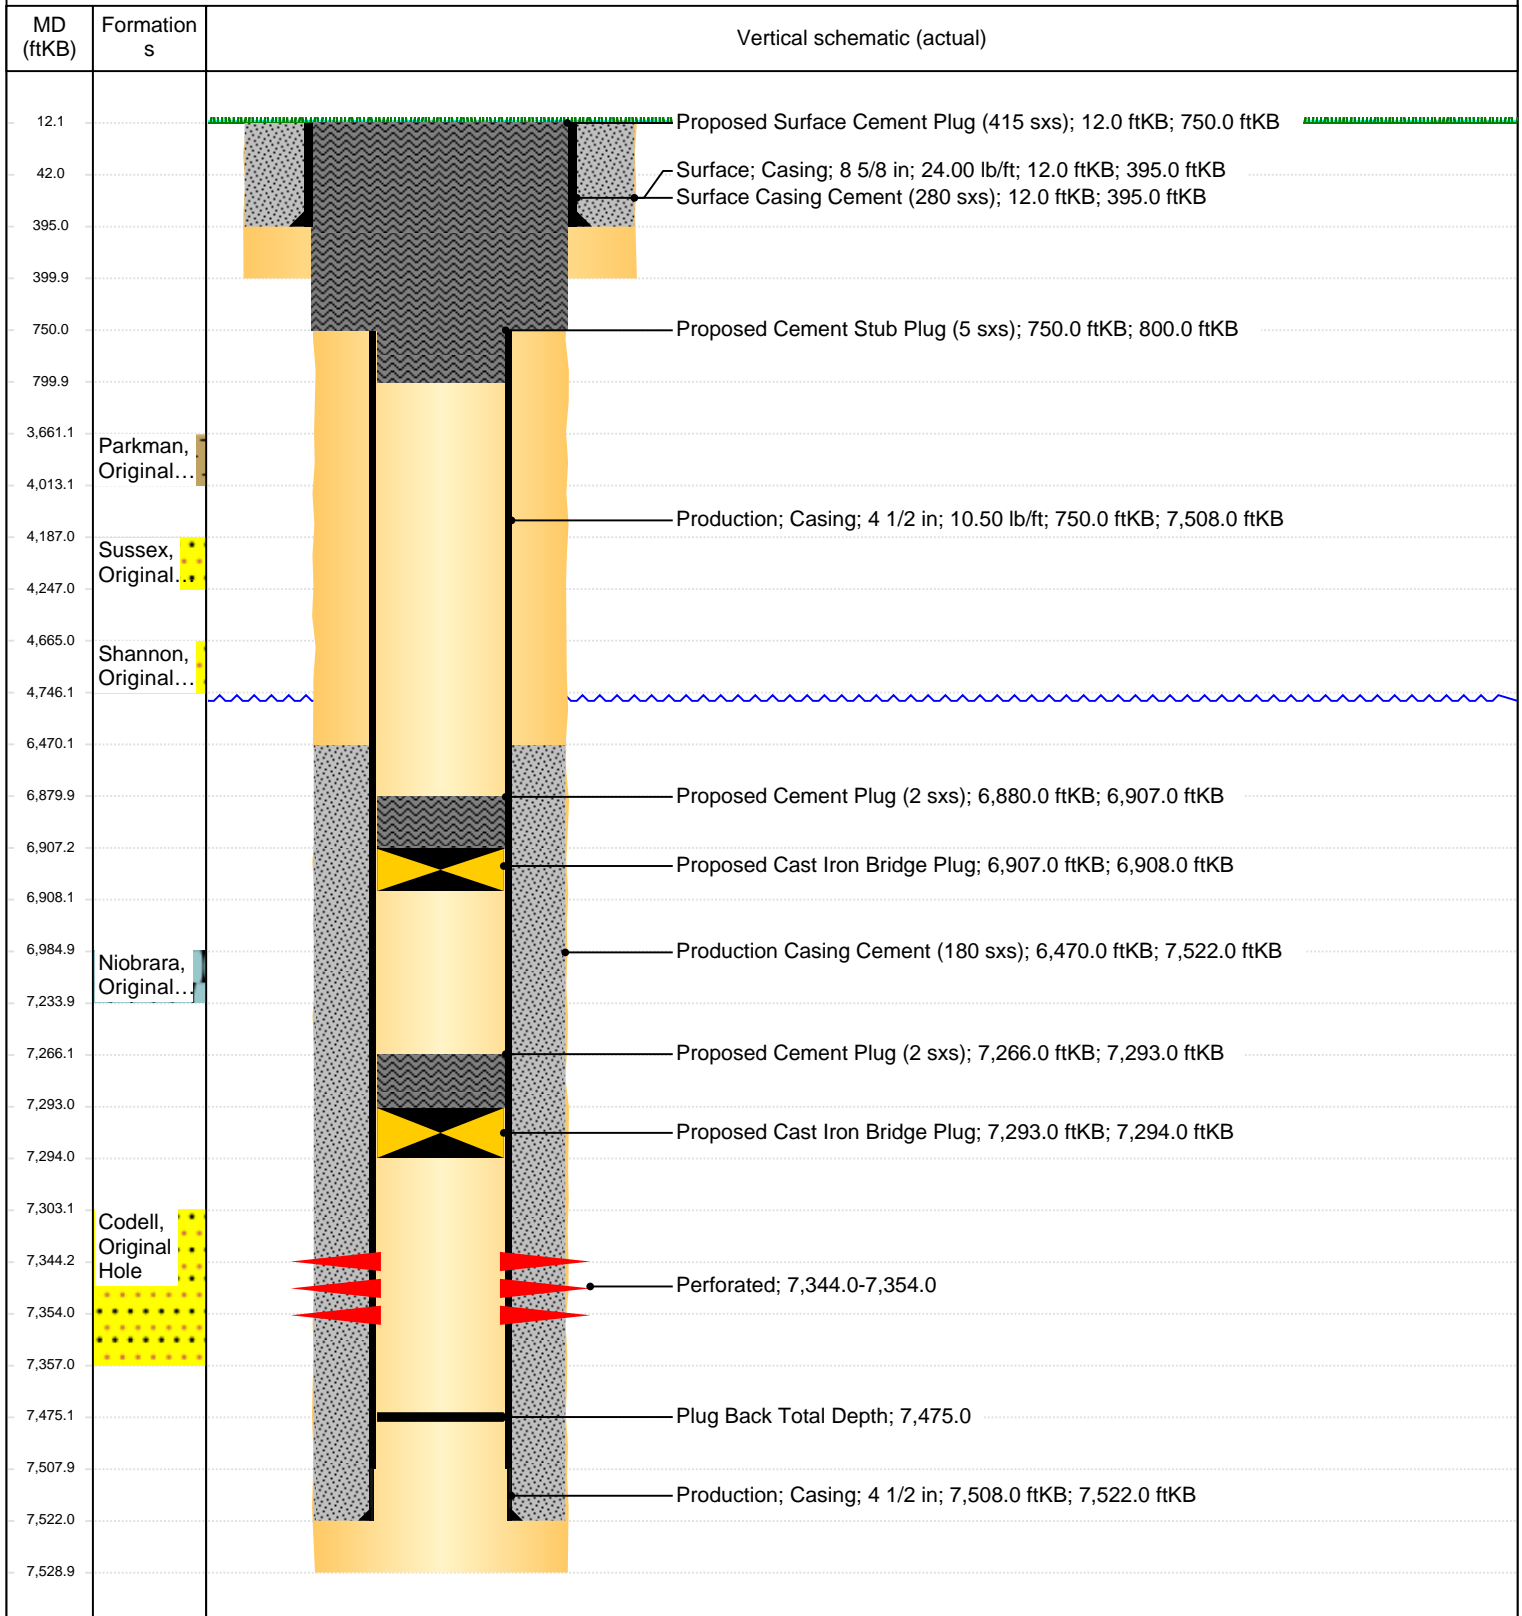 MD
(ftKB)
Formation
s
Vertical schematic (actual)
12.1
Proposed Surface Cement Plug (415 sxs); 12.0 ftKB; 750.0 ftKB
42.0
Surface; Casing; 8 5/8 in; 24.00 lb/ft; 12.0 ftKB; 395.0 ftKB
Surface Casing Cement (280 sxs); 12.0 ftKB; 395.0 ftKB
395.0
399.9
750.0
Proposed Cement Stub Plug (5 sxs); 750.0 ftKB; 800.0 ftKB
799.9
3,661.1
Parkman,
Original…
4,013.1
Production; Casing; 4 1/2 in; 10.50 lb/ft; 750.0 ftKB; 7,508.0 ftKB
4,187.0
Sussex,
Original…
4,247.0
4,665.0
Shannon,
Original…
4,746.1
6,470.1
6,879.9
Proposed Cement Plug (2 sxs); 6,880.0 ftKB; 6,907.0 ftKB
6,907.2
Proposed Cast Iron Bridge Plug; 6,907.0 ftKB; 6,908.0 ftKB
6,908.1
6,984.9
Production Casing Cement (180 sxs); 6,470.0 ftKB; 7,522.0 ftKB
Niobrara,
Original…
7,233.9
7,266.1
Proposed Cement Plug (2 sxs); 7,266.0 ftKB; 7,293.0 ftKB
7,293.0
Proposed Cast Iron Bridge Plug; 7,293.0 ftKB; 7,294.0 ftKB
7,294.0
7,303.1
Codell,
Original
Hole
7,344.2
Perforated; 7,344.0-7,354.0
7,354.0
7,357.0
7,475.1
Plug Back Total Depth; 7,475.0
7,507.9
Production; Casing; 4 1/2 in; 7,508.0 ftKB; 7,522.0 ftKB
7,522.0
7,528.9